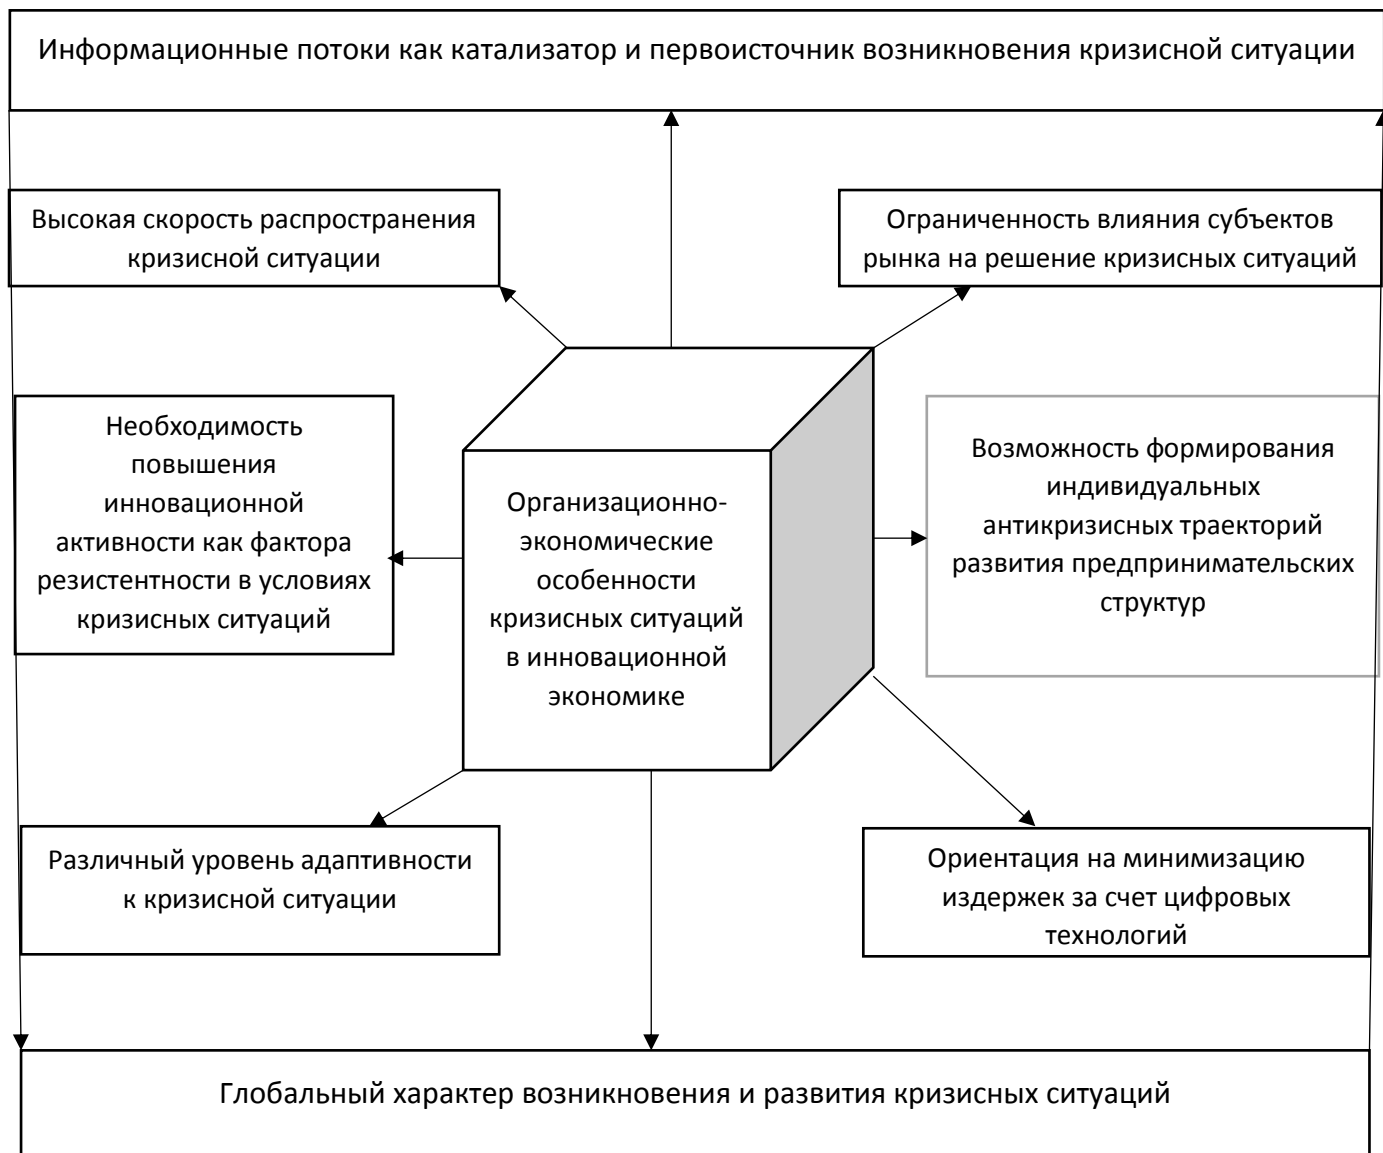 Информационные потоки как катализатор и первоисточник возникновения кризисной ситуации
Высокая скорость распространения
кризисной ситуации
Ограниченность влияния субъектов
рынка на решение кризисных ситуаций
Необходимость
повышения
инновационной
активности как фактора
резистентности в условиях
кризисных ситуаций
Организационно-
экономические
особенности
кризисных ситуаций
в инновационной
экономике
Возможность формирования
индивидуальных
антикризисных траекторий
развития предпринимательских
структур
Различный уровень адаптивности
к кризисной ситуации
Ориентация на минимизацию
издержек за счет цифровых
технологий
Глобальный характер возникновения и развития кризисных ситуаций